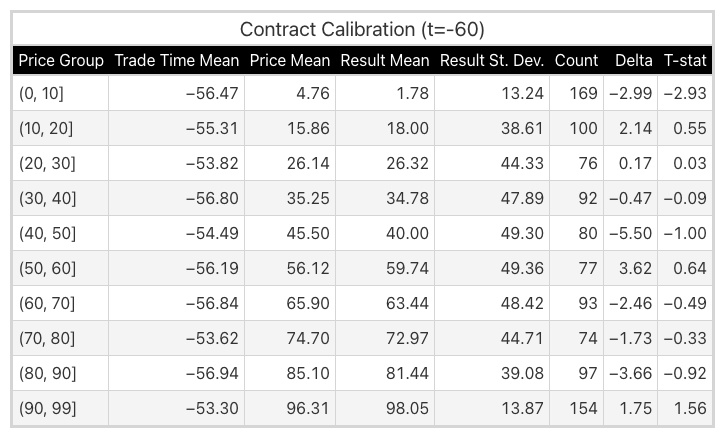 Contract Calibration (t=-60)
Price Group Trade Time Mean Price Mean Result Mean Result St. Dev. Count Delta T-stat
(0, 10] −56.47 4.76 1.78 13.24 169 −2.99 −2.93
(10, 20] −55.31 15.86 18.00 38.61 100 2.14 0.55
(20, 30] −53.82 26.14 26.32 44.33 76 0.17 0.03
(30, 40] −56.80 35.25 34.78 47.89 92 −0.47 −0.09
(40, 50] −54.49 45.50 40.00 49.30 80 −5.50 −1.00
(50, 60] −56.19 56.12 59.74 49.36 77 3.62 0.64
(60, 70] −56.84 65.90 63.44 48.42 93 −2.46 −0.49
(70, 80] −53.62 74.70 72.97 44.71 74 −1.73 −0.33
(80, 90] −56.94 85.10 81.44 39.08 97 −3.66 −0.92
(90, 99] −53.30 96.31 98.05 13.87 154 1.75 1.56